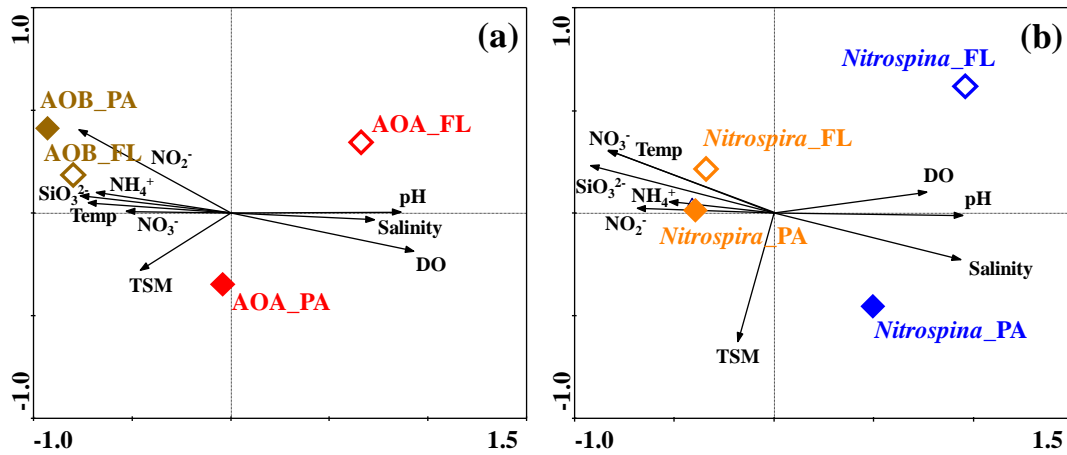 1.0
(a)
AOB_PA
AOB_FL
NO₂⁻
AOA_FL
SiO₃²⁻
NH₄⁺
pH
Temp
NO₃⁻
Salinity
DO
TSM
AOA_PA
-1.0
-1.0
1.5
1.0
(b)
Nitrospina_FL
NO₃⁻
Temp
Nitrospira_FL
SiO₃²⁻
DO
NH₄⁺
pH
NO₂⁻
Nitrospira_PA
Salinity
TSM
Nitrospina_PA
-1.0
-1.0
1.5